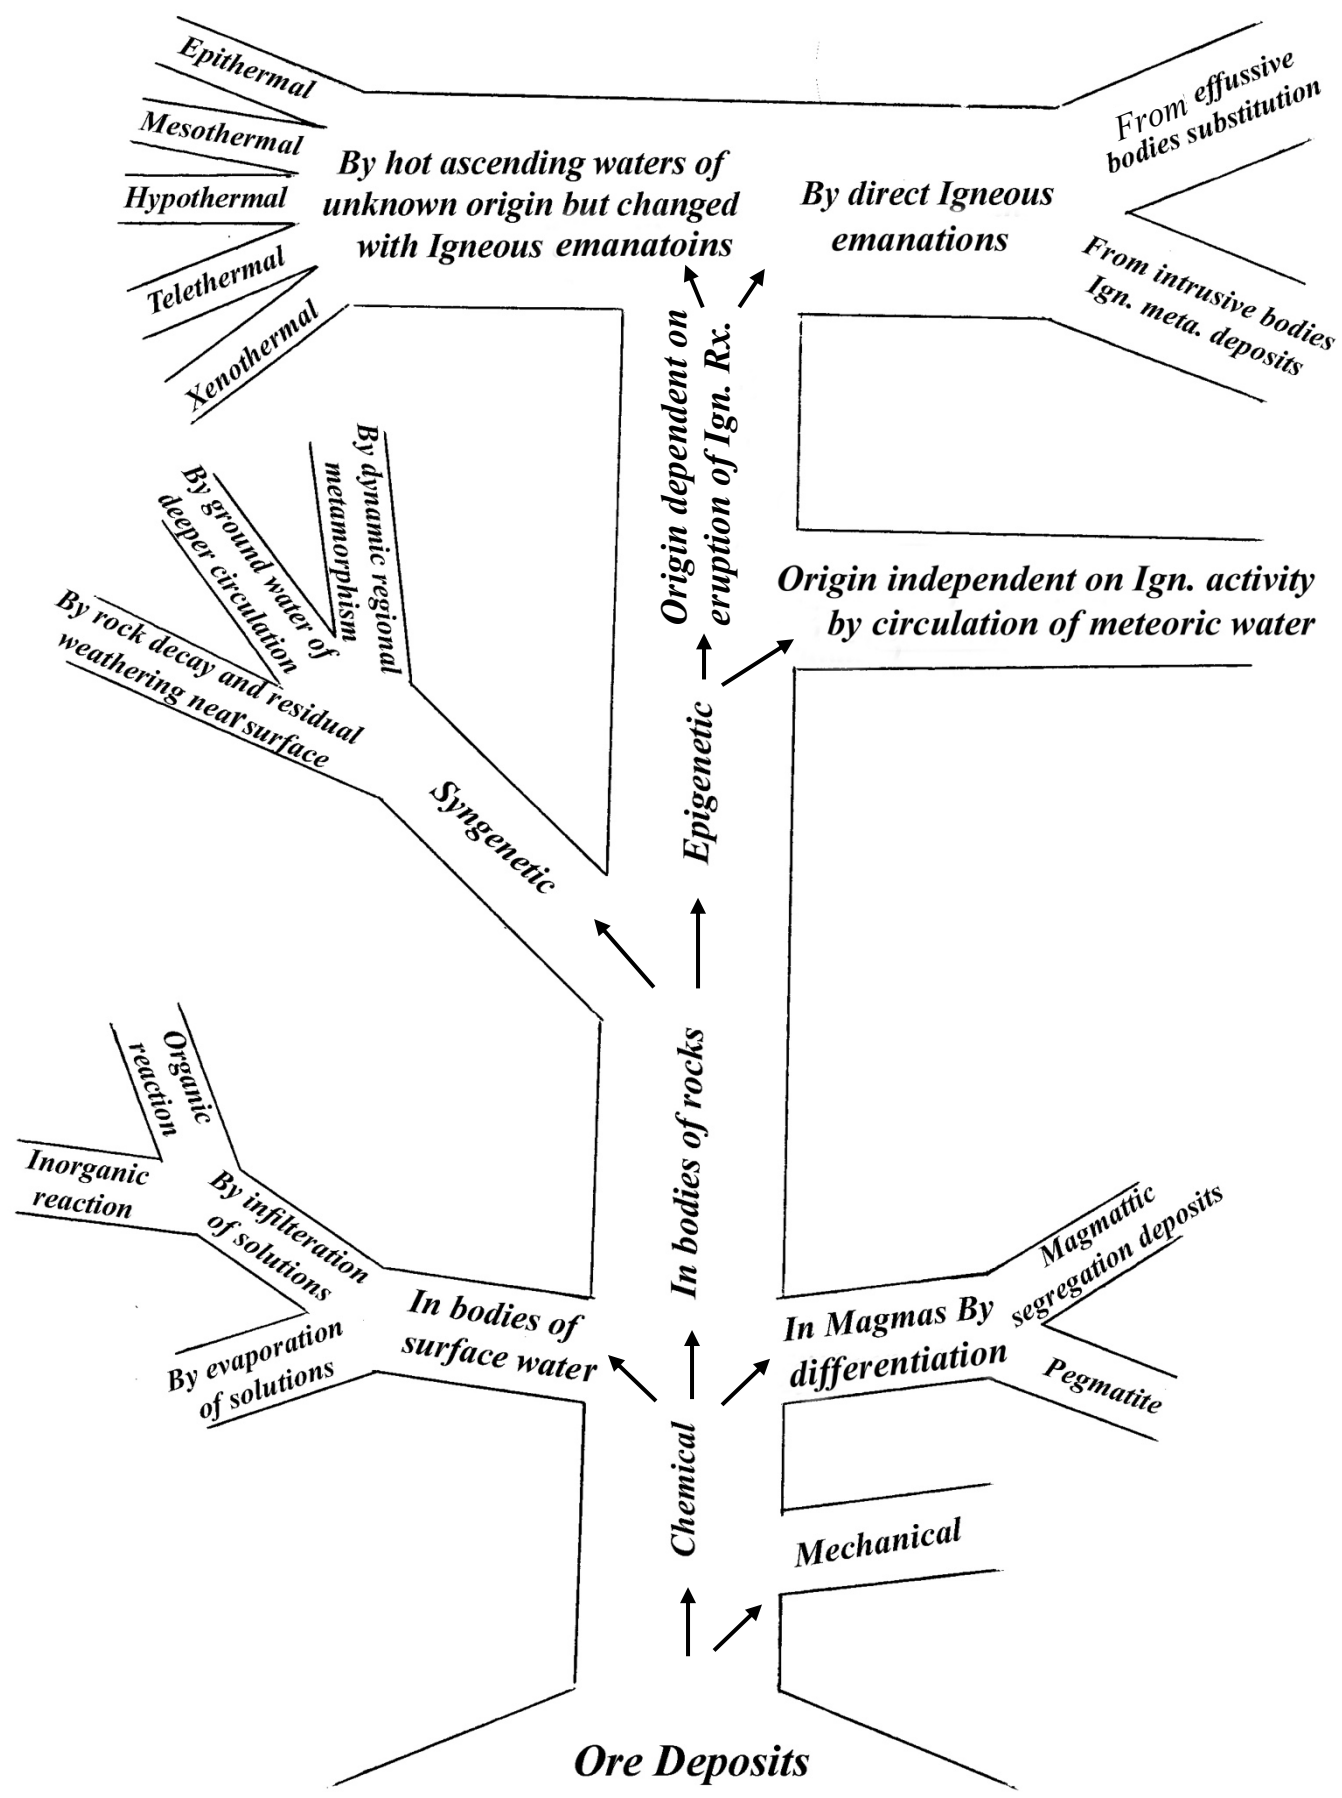 Epithermal
Mesothermal
Hypothermal
Telethermal
Xenothermal
By hot ascending waters of
unknown origin but changed
with Igneous emanatoins
By direct Igneous
emanations
From effussive
bodies substitution
From intrusive bodies
Ign. meta. deposits
Origin dependent on
eruption of Ign. Rx.
Origin independent on Ign. activity
by circulation of meteoric water
By dynamic regional
metamorphism
By ground water of
deeper circulation
By rock decay and residual
weathering near surface
Syngenetic
Epigenetic
In bodies of rocks
Organic
reaction
Inorganic
reaction
By infilteration
of solutions
By evaporation
of solutions
In bodies of
surface water
In Magmas By
differentiation
Magmattic
segregation deposits
Pegmatite
Chemical
Mechanical
Ore Deposits